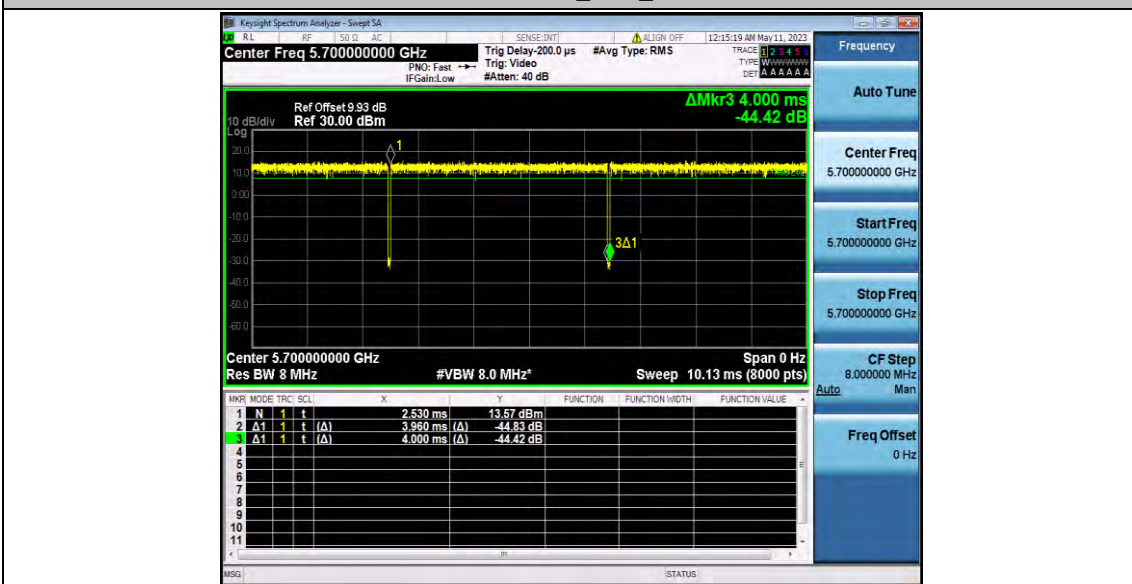 Keysight Spectrum Analyzer - Swept SA
RL RF 50 Ω AC SENSE:INT ALIGN OFF 12:15:19 AM May 11, 2023
Center Freq 5.700000000 GHz
Trig Delay-200.0 µs #Avg Type: RMS TRACE 1 2 3 4 5 6
PNO: Fast Trig: Video TYPE WWWWWW
IFGain:Low #Atten: 40 dB DET A A A A A A
Frequency
Auto Tune
Ref Offset 9.93 dB
10 dB/div Ref 30.00 dBm
ΔMkr3 4.000 ms
-44.42 dB
Log
20.0
10.0
0.00
-10.0
-20.0
-30.0
-40.0
-50.0
-60.0
1
3Δ1
Center 5.700000000 GHz Span 0 Hz
Res BW 8 MHz #VBW 8.0 MHz* Sweep 10.13 ms (8000 pts)
MKR MODE TRC SCL X Y FUNCTION FUNCTION WIDTH FUNCTION VALUE
1 N 1 t 2.530 ms 13.57 dBm
2 Δ1 1 t (Δ) 3.960 ms (Δ) -44.83 dB
3 Δ1 1 t (Δ) 4.000 ms (Δ) -44.42 dB
4
5
6
7
8
9
10
11
Center Freq
5.700000000 GHz
Start Freq
5.700000000 GHz
Stop Freq
5.700000000 GHz
CF Step
8.000000 MHz
Auto Man
Freq Offset
0 Hz
MSG STATUS